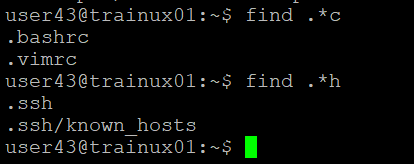 user43@trainux01:~$ find .*c
.bashrc
.vimrc
user43@trainux01:~$ find .*h
.ssh
.ssh/known_hosts
user43@trainux01:~$